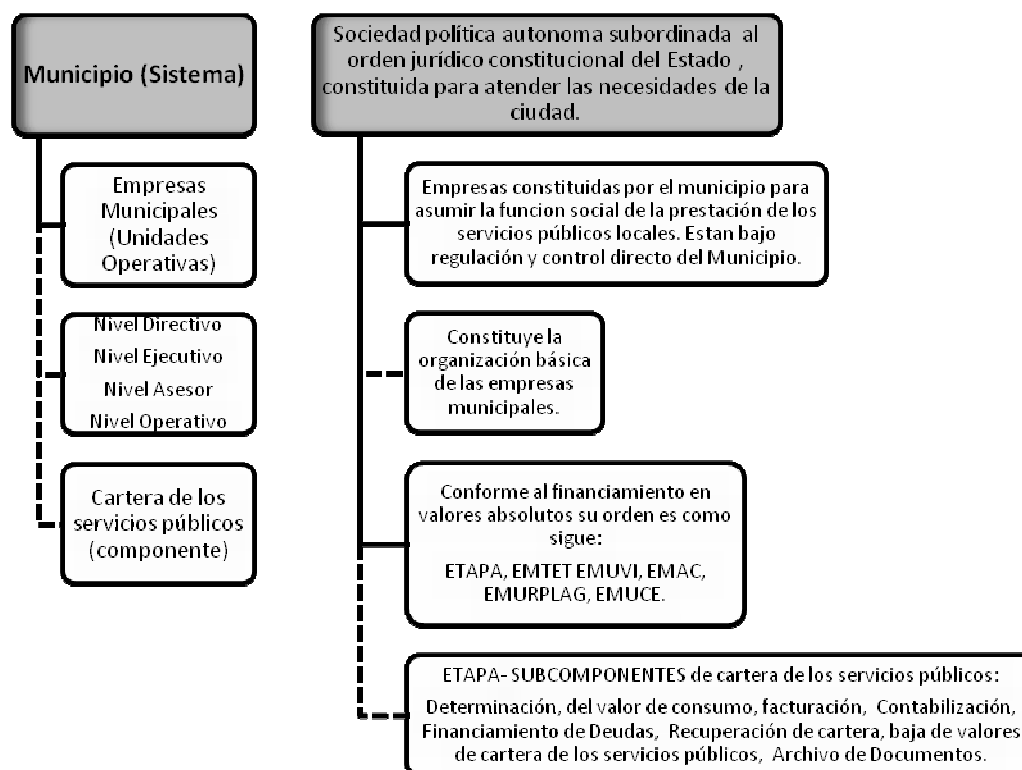 Municipio (Sistema)
Empresas
Municipales
(Unidades
Operativas)
Nivel Directivo
Nivel Ejecutivo
Nivel Asesor
Nivel Operativo
Cartera de los
servicios públicos
(componente)
Sociedad política autonoma subordinada al
orden jurídico constitucional del Estado ,
constituida para atender las necesidades de la
ciudad.
Empresas constituidas por el municipio para
asumir la funcion social de la prestación de los
servicios públicos locales. Estan bajo
regulación y control directo del Municipio.
Constituye la
organización básica
de las empresas
municipales.
Conforme al financiamiento en
valores absolutos su orden es como
sigue:
ETAPA, EMTET EMUVI, EMAC,
EMURPLAG, EMUCE.
ETAPA- SUBCOMPONENTES de cartera de los servicios públicos:
Determinación, del valor de consumo, facturación, Contabilización,
Financiamiento de Deudas, Recuperación de cartera, baja de valores
de cartera de los servicios públicos, Archivo de Documentos.